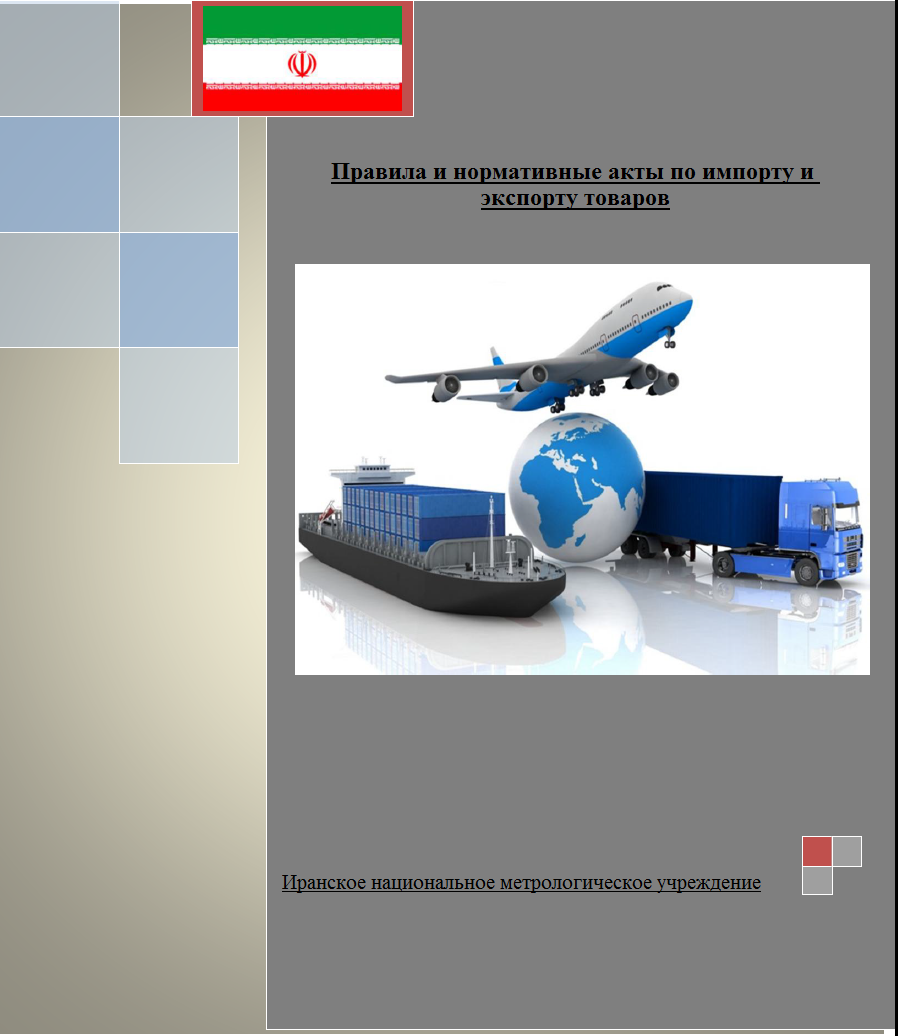 Правила и нормативные акты по импорту и
экспорту товаров
Иранское национальное метрологическое учреждение